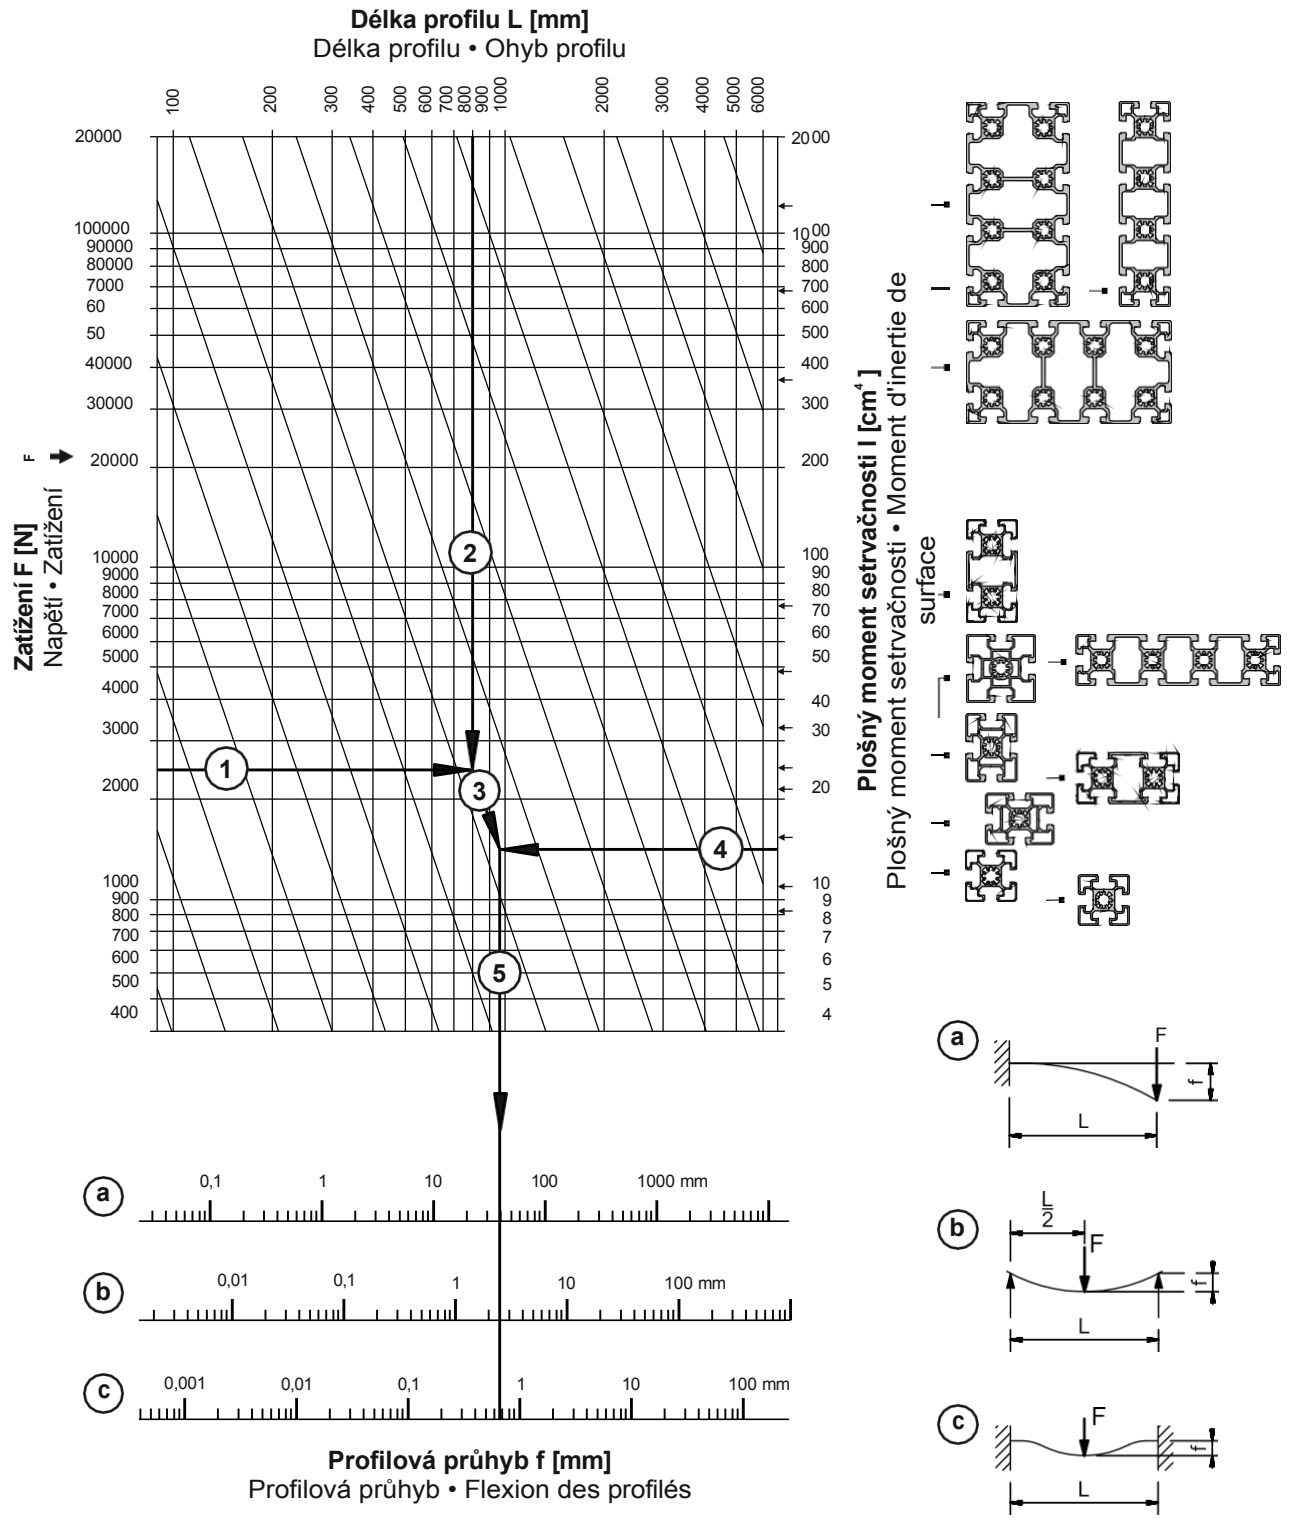 Délka profilu L [mm]
Délka profilu • Ohyb profilu
100 200 300 400 500 600 700 800 900 1000 2000 3000 4000 5000 6000
20000
100000
90000
80000
7000
60
50
40000
30000
20000
10000
9000
8000
7000
6000
5000
4000
3000
2000
1000
900
800
700
600
500
400
F
Zatížení F [N]
Napětí • Zatížení
2000
1000
900
800
700
600
500
400
300
200
100
90
80
70
60
50
40
30
20
10
9
8
7
6
5
4
Plošný moment setrvačnosti I [cm⁴ ]
Plošný moment setrvačnosti • Moment d'inertie de
surface
1
2
3
4
5
a
0,1 1 10 100 1000 mm
b
0,01 0,1 1 10 100 mm
c
0,001 0,01 0,1 1 10 100 mm
Profilová průhyb f [mm]
Profilová průhyb • Flexion des profilés
a
F
f
L
b
L
2
F
f
L
c
F
f
L